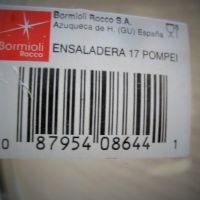 Bormioli Rocco S.A.
Azuqueca de H. (GU) España
Bormioli
Rocco
ENSALADERA 17 POMPEI
0 87954 08644 1